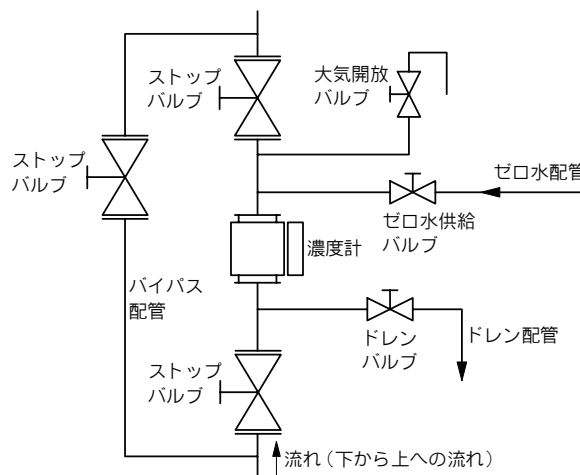 ストップ
バルブ
大気開放
バルブ
ストップ
バルブ
ゼロ水配管
ゼロ水供給
バルブ
濃度計
バイパス
配管
ドレン
バルブ
ドレン配管
ストップ
バルブ
流れ（下から上への流れ）